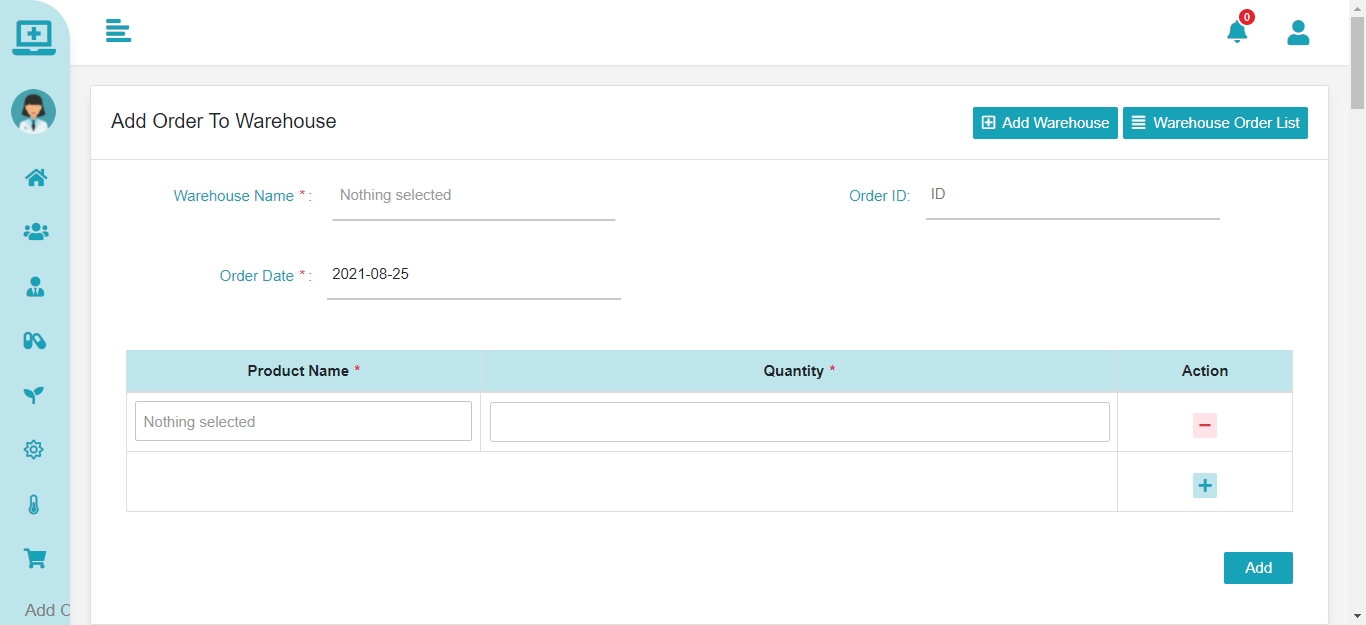 0
Add Order To Warehouse
Add Warehouse
Warehouse Order List
Warehouse Name * :
Nothing selected
Order ID:
ID
Order Date * :
2021-08-25
Product Name *
Quantity *
Action
Nothing selected
Add
Add O